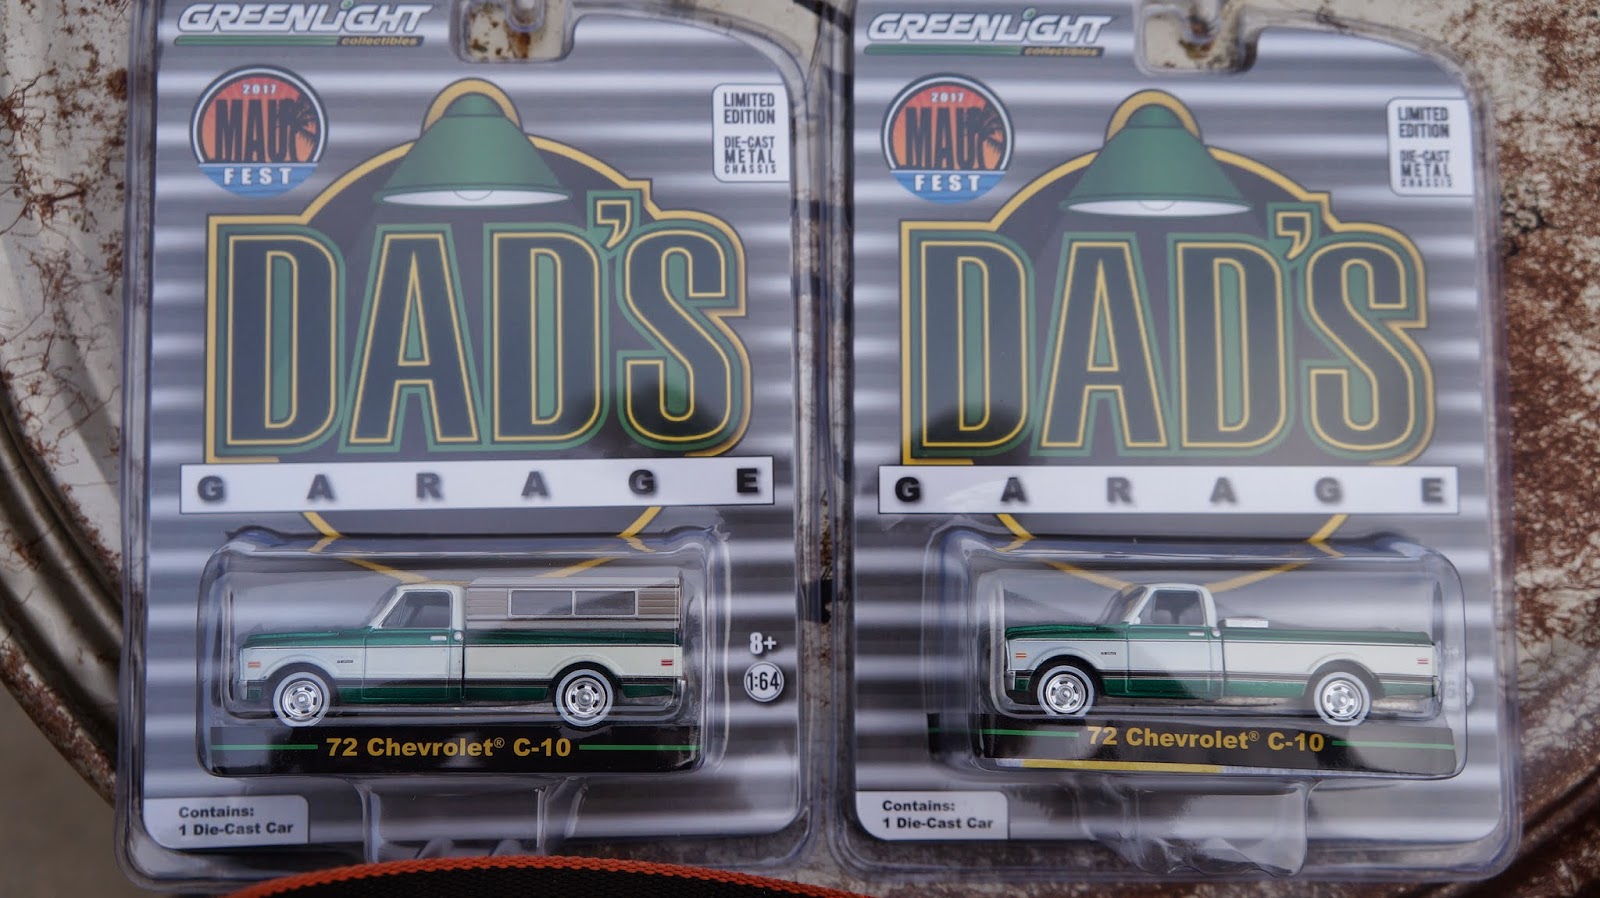 GREENLIGHT
collectibles
2017
MAUI
FEST
LIMITED
EDITION
DIE-CAST
METAL
CHASSIS
DAD'S
GARAGE
8+
1:64
72 Chevrolet® C-10
Contains:
1 Die-Cast Car
GREENLIGHT
collectibles
2017
MAUI
FEST
LIMITED
EDITION
DIE-CAST
METAL
CHASSIS
DAD'S
GARAGE
72 Chevrolet® C-10
Contains:
1 Die-Cast Car